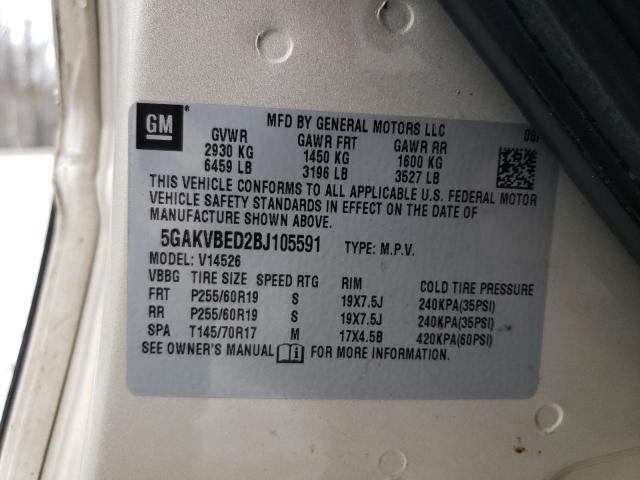 GM ®
MFD BY GENERAL MOTORS LLC
GVWR GAWR FRT GAWR RR
2930 KG 1450 KG 1600 KG
6459 LB 3196 LB 3527 LB
THIS VEHICLE CONFORMS TO ALL APPLICABLE U.S. FEDERAL MOTOR
VEHICLE SAFETY STANDARDS IN EFFECT ON THE DATE OF
MANUFACTURE SHOWN ABOVE.
5GAKVBED2BJ105591 TYPE: M.P.V.
MODEL: V14526
VBBG TIRE SIZE SPEED RTG RIM COLD TIRE PRESSURE
FRT P255/60R19 S 19X7.5J 240KPA(35PSI)
RR P255/60R19 S 19X7.5J 240KPA(35PSI)
SPA T145/70R17 M 17X4.5B 420KPA(60PSI)
SEE OWNER'S MANUAL FOR MORE INFORMATION.